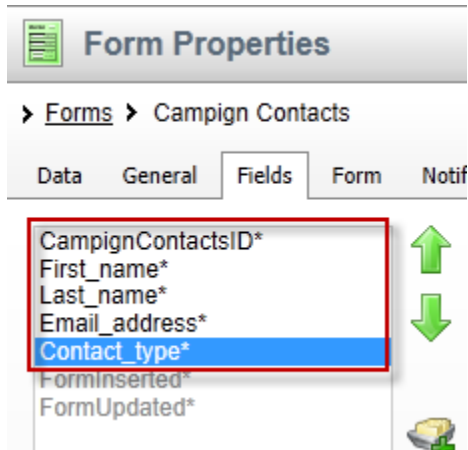 Form Properties
> Forms > Campign Contacts
Data General Fields Form Notif
CampignContactsID*
First_name*
Last_name*
Email_address*
Contact_type*
FormInserted*
FormUpdated*